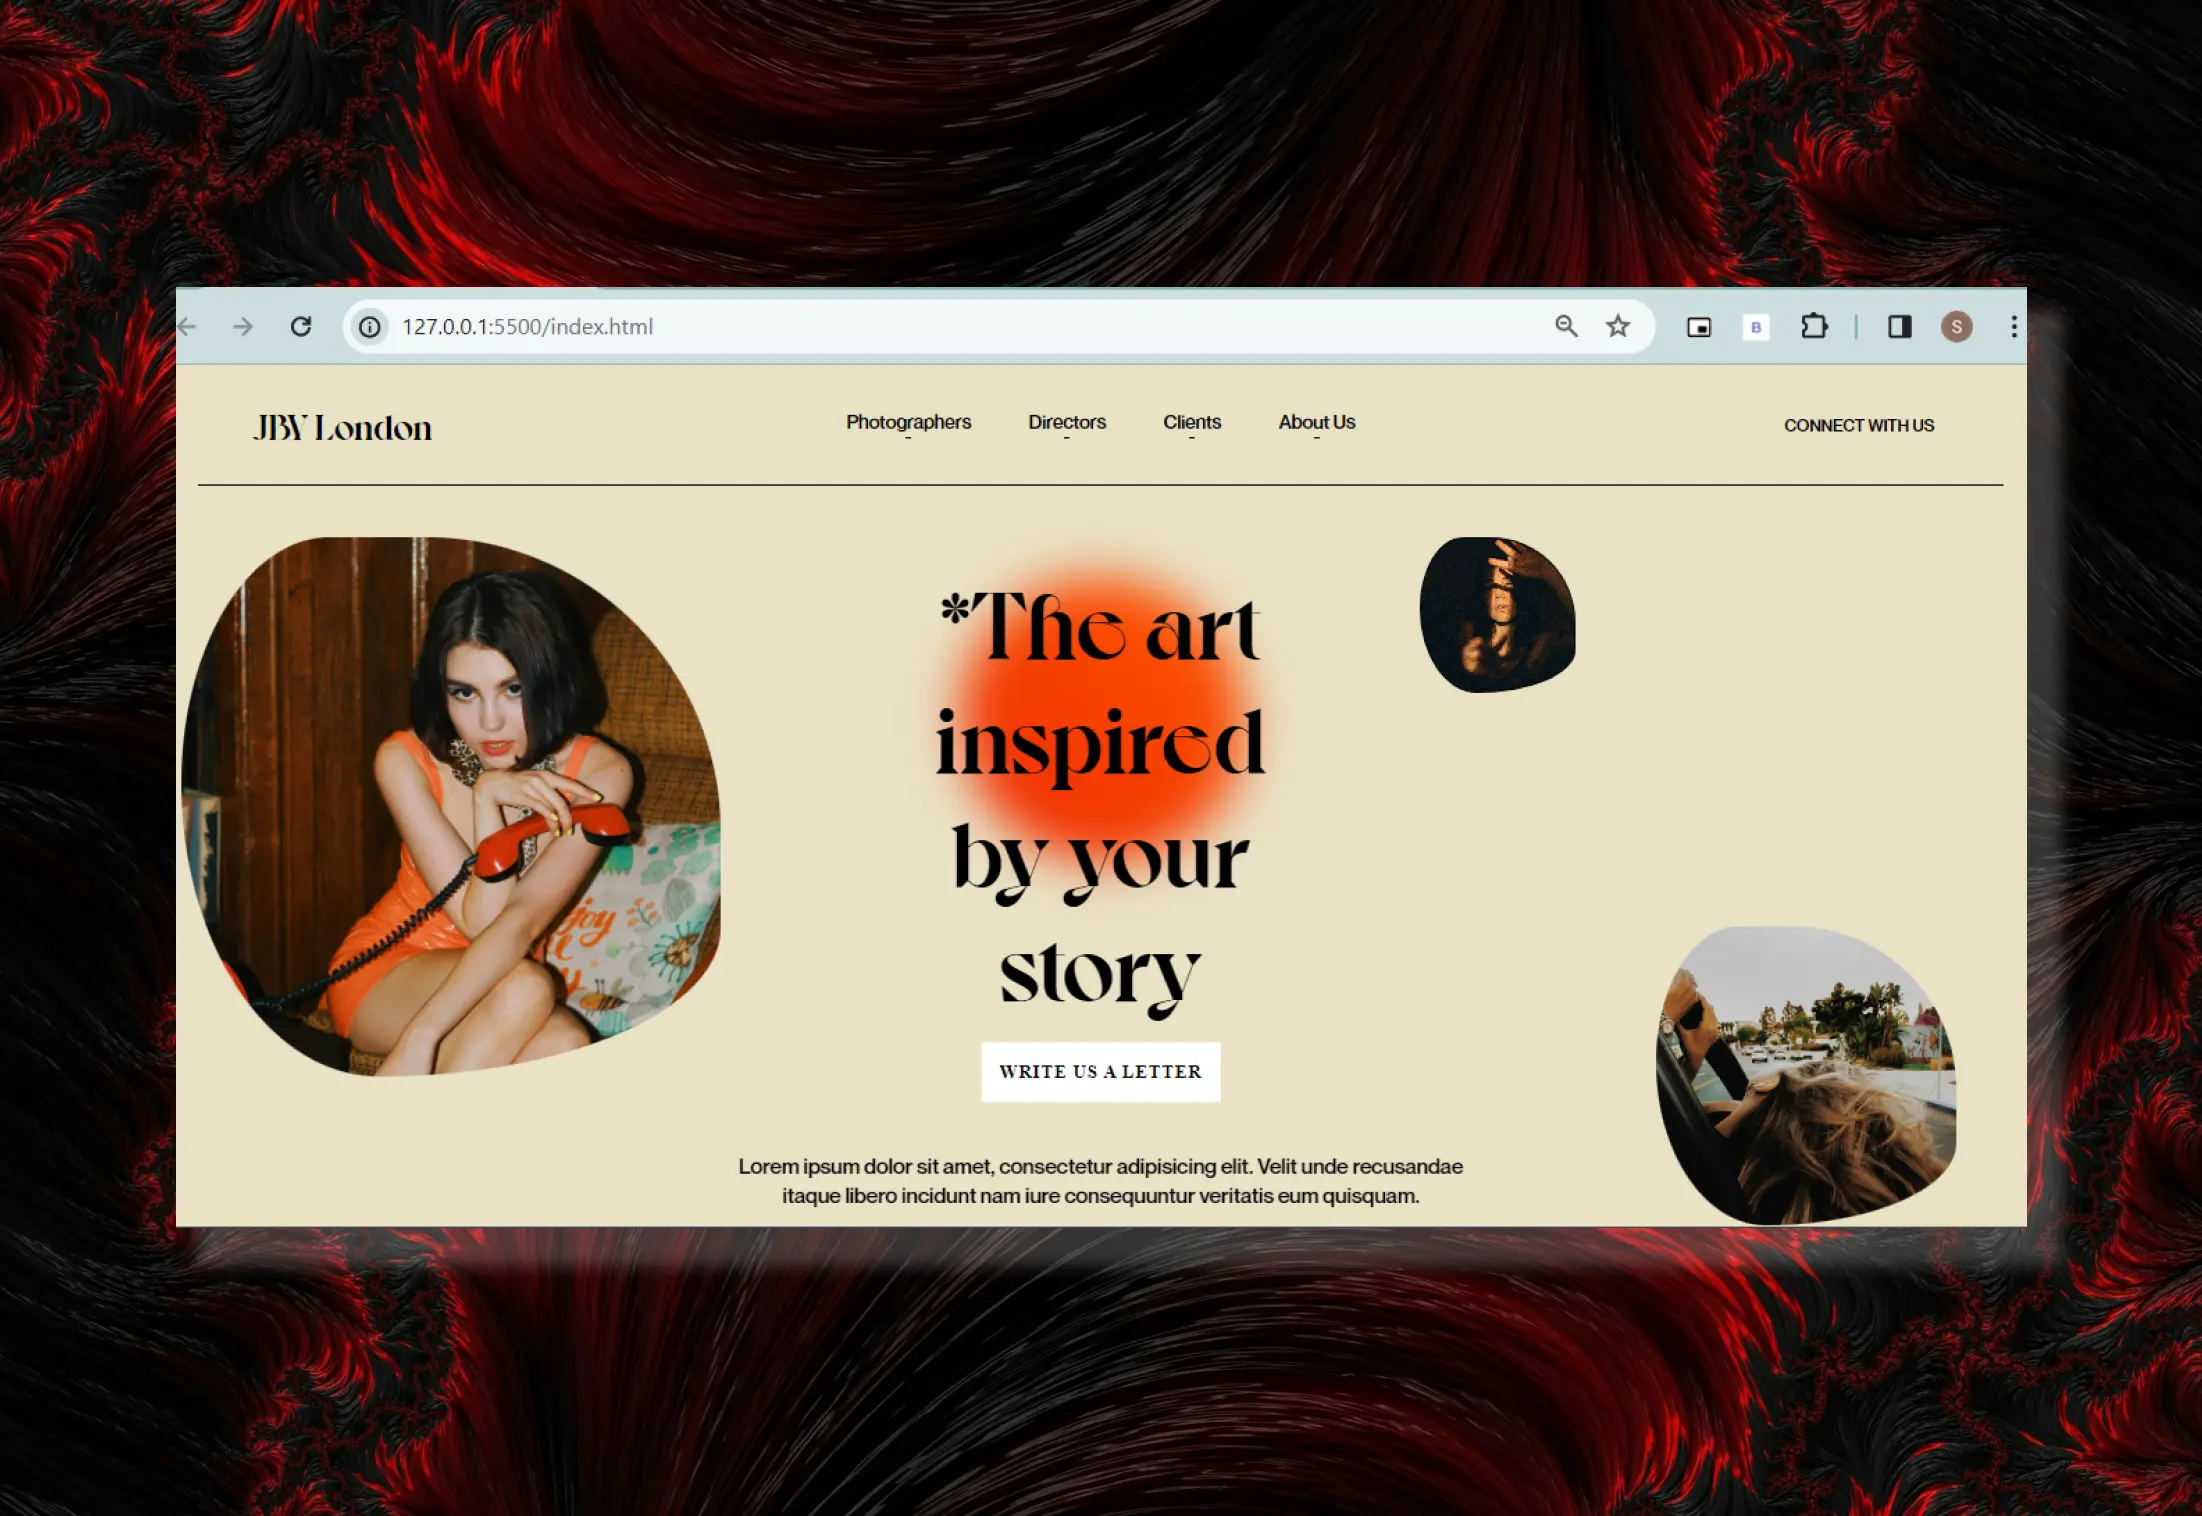 127.0.0.1:5500/index.html
B
S
JBY London
Photographers Directors Clients About Us
CONNECT WITH US
*The art
inspired
by your
story
WRITE US A LETTER
Lorem ipsum dolor sit amet, consectetur adipisicing elit. Velit unde recusandae
itaque libero incidunt nam iure consequuntur veritatis eum quisquam.